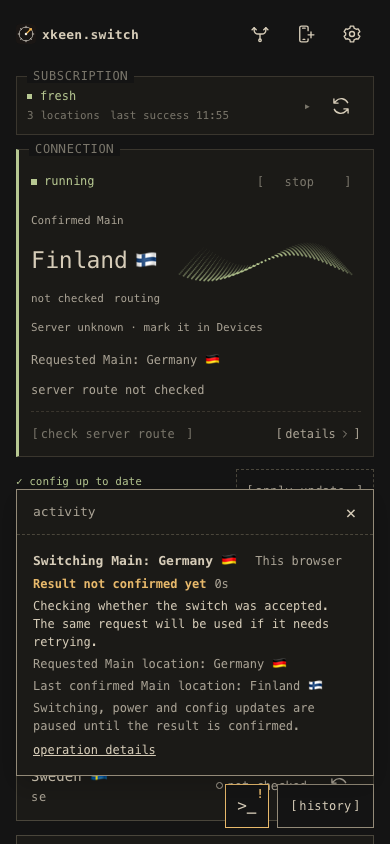 xkeen.switch
SUBSCRIPTION
fresh
3 locations last success 11:55
CONNECTION
running
[ stop ]
Confirmed Main
Finland 🇫🇮
not checked routing
Server unknown · mark it in Devices
Requested Main: Germany 🇩🇪
server route not checked
[check server route ]
[details › ]
✓ config up to date
activity
✕
Switching Main: Germany 🇩🇪 This browser
Result not confirmed yet 0s
Checking whether the switch was accepted.
The same request will be used if it needs
retrying.
Requested Main location: Germany 🇩🇪
Last confirmed Main location: Finland 🇫🇮
Switching, power and config updates are
paused until the result is confirmed.
operation details
Sweden 🇸🇪
se
>_ !
[history]